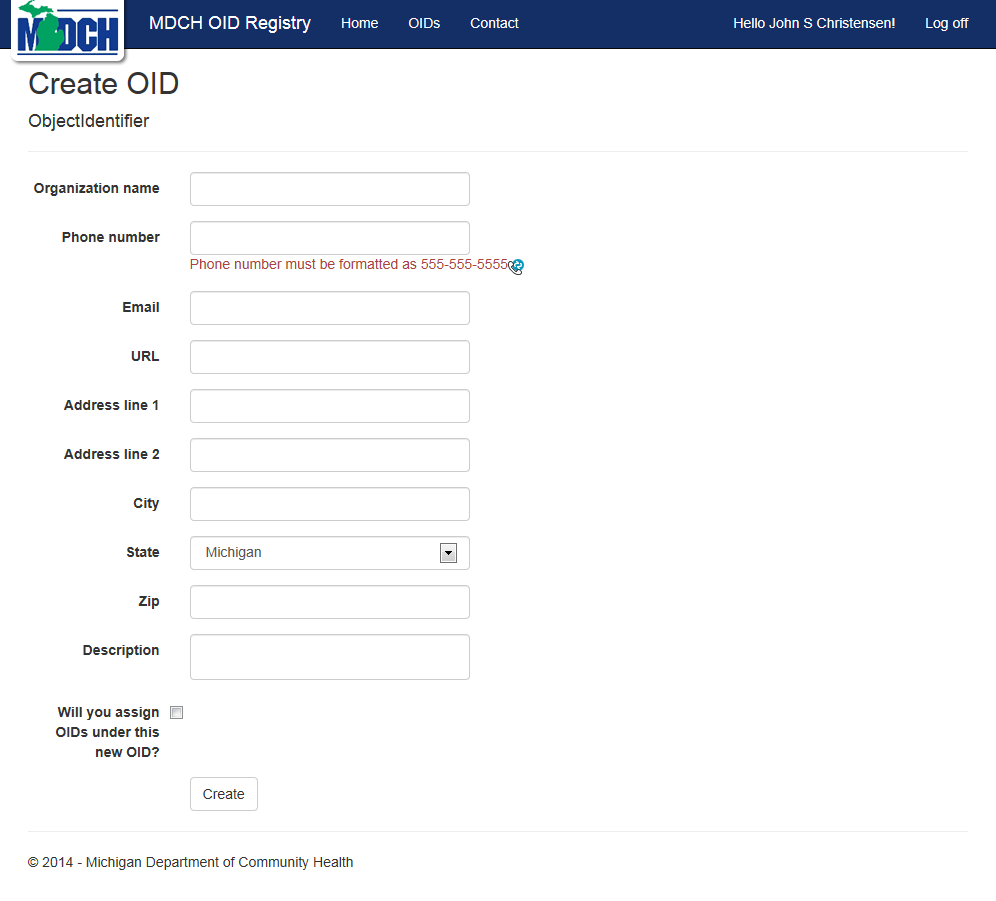 MDCH
MDCH OID Registry Home OIDs Contact Hello John S Christensen! Log off
Create OID
ObjectIdentifier
Organization name
Phone number
Phone number must be formatted as 555-555-5555
Email
URL
Address line 1
Address line 2
City
State Michigan
Zip
Description
Will you assign
OIDs under this
new OID?
Create
© 2014 - Michigan Department of Community Health